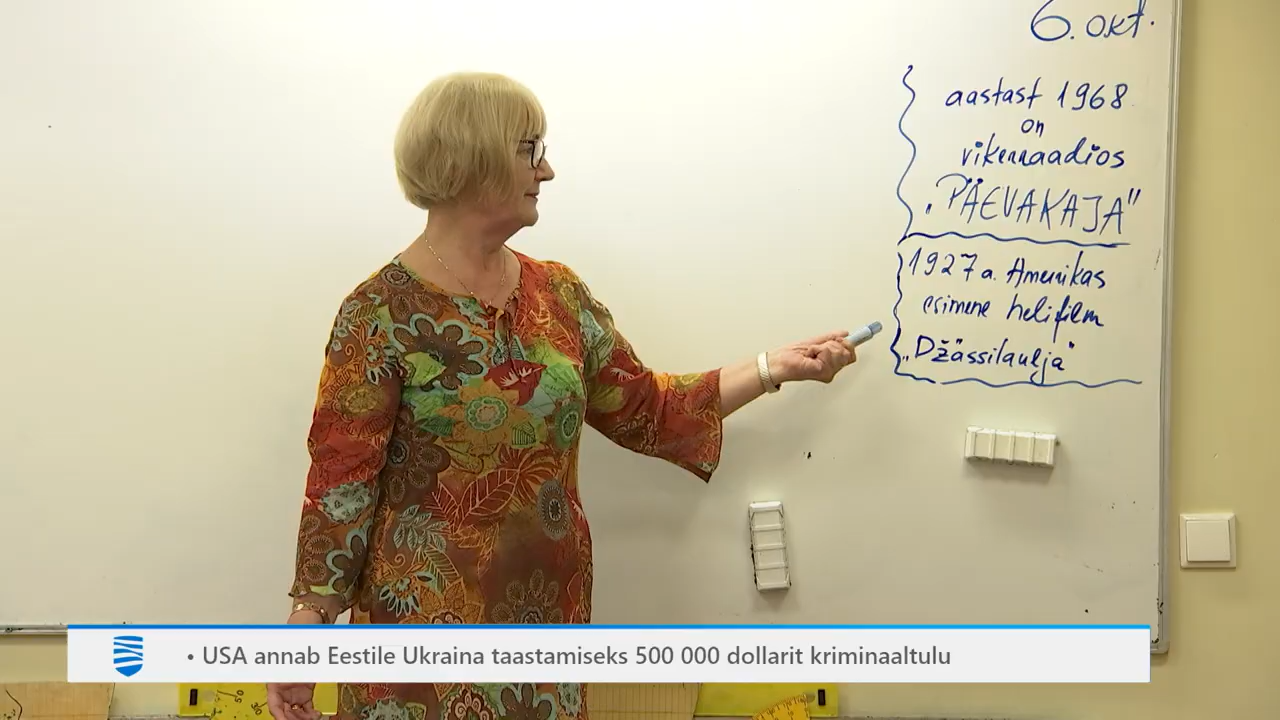 6. okt.
aastast 1968
on
vikerraadios
„PÄEVAKAJA"
1927 a. Ameerikas
esimene helifilm
„Džässilaulja"
• USA annab Eestile Ukraina taastamiseks 500 000 dollarit kriminaaltulu